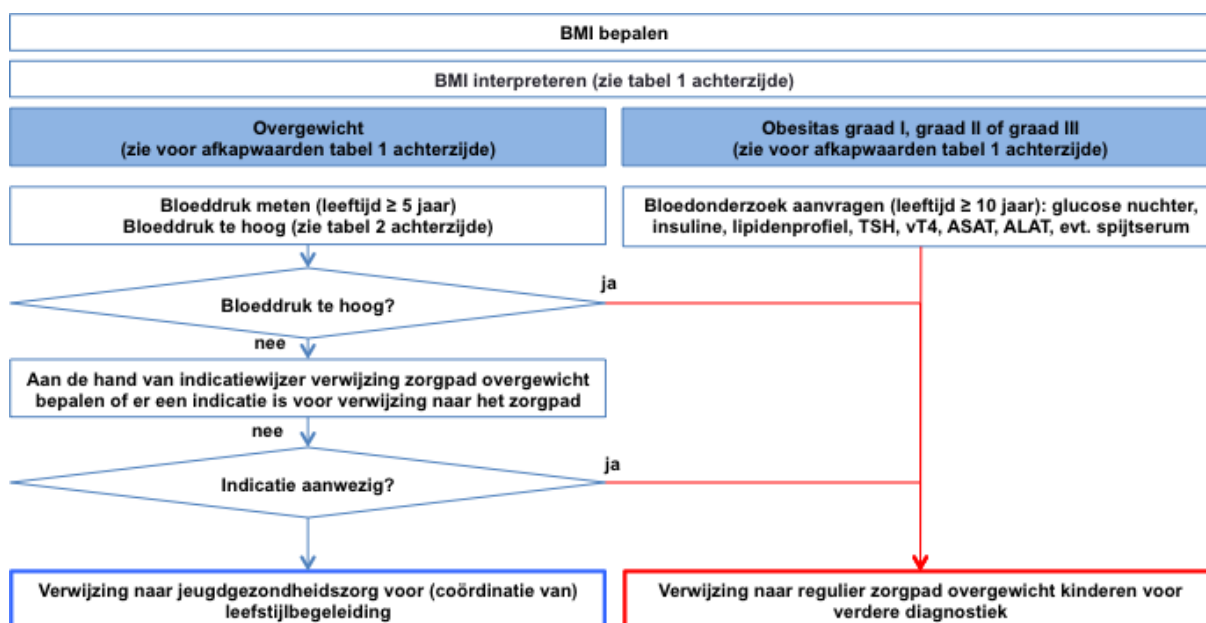 BMI bepalen
BMI interpreteren (zie tabel 1 achterzijde)
Overgewicht
(zie voor afkapwaarden tabel 1 achterzijde)
Obesitas graad I, graad II of graad III
(zie voor afkapwaarden tabel 1 achterzijde)
Bloeddruk meten (leeftijd ≥ 5 jaar)
Bloeddruk te hoog (zie tabel 2 achterzijde)
Bloedonderzoek aanvragen (leeftijd ≥ 10 jaar): glucose nuchter,
insuline, lipidenprofiel, TSH, vT4, ASAT, ALAT, evt. spijtserum
ja
Bloeddruk te hoog?
nee
Aan de hand van indicatiewijzer verwijzing zorgpad overgewicht
bepalen of er een indicatie is voor verwijzing naar het zorgpad
nee
ja
Indicatie aanwezig?
Verwijzing naar jeugdgezondheidszorg voor (coördinatie van)
leefstijlbegeleiding
Verwijzing naar regulier zorgpad overgewicht kinderen voor
verdere diagnostiek